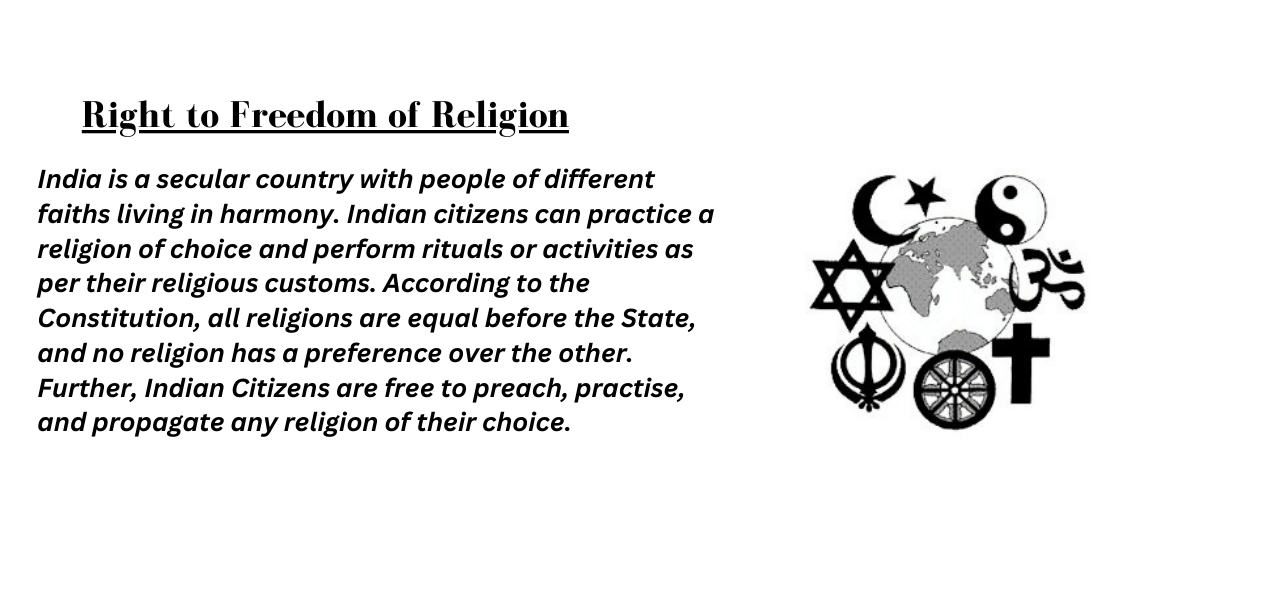 Right to Freedom of Religion
India is a secular country with people of different
faiths living in harmony. Indian citizens can practice a
religion of choice and perform rituals or activities as
per their religious customs. According to the
Constitution, all religions are equal before the State,
and no religion has a preference over the other.
Further, Indian Citizens are free to preach, practise,
and propagate any religion of their choice.